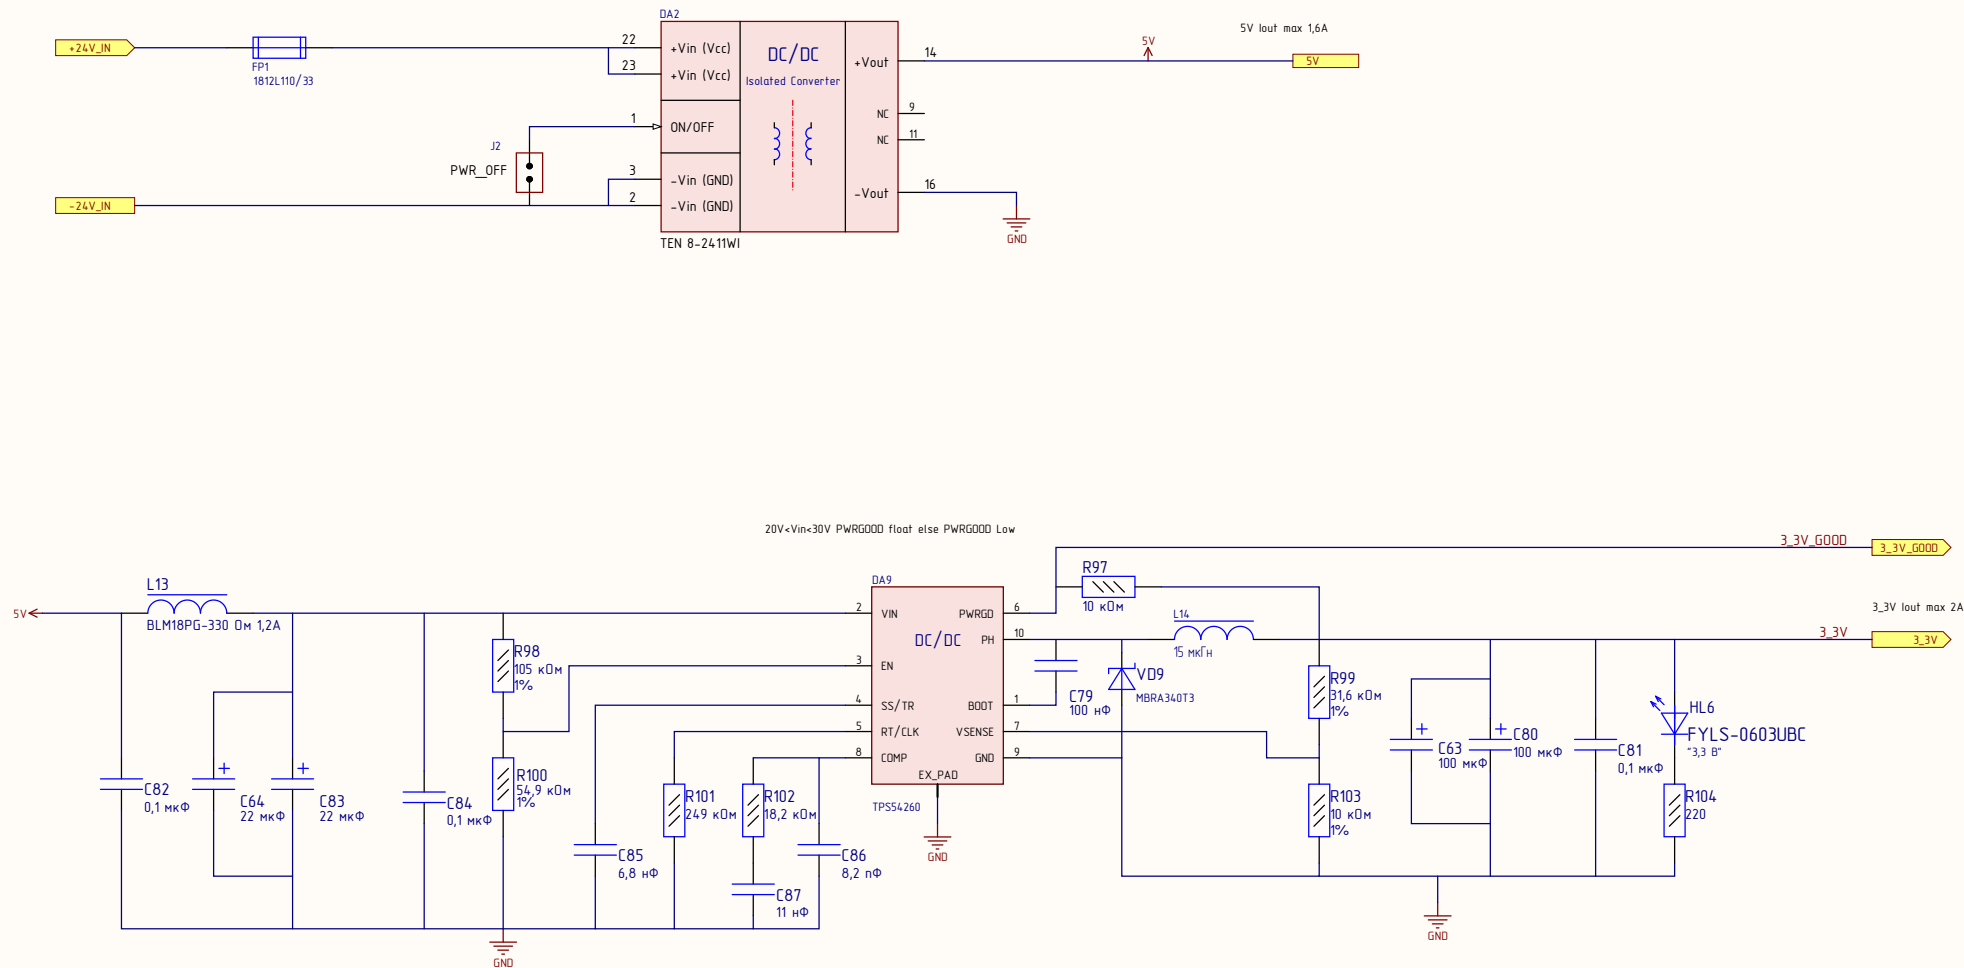 DA2
+24V_IN
FP1
1812L110/33
22
+Vin (Vcc)
23
+Vin (Vcc)
DC/DC
Isolated Converter
+Vout
14
5V
5V Iout max 1,6A
5V
NC
9
NC
11
1
ON/OFF
J2
PWR_OFF
3
-Vin (GND)
2
-Vin (GND)
-24V_IN
-Vout
16
GND
TEN 8-2411WI
20V<Vin<30V PWRGOOD float else PWRGOOD Low
3_3V_GOOD
3_3V_GOOD
DA9
R97
10 кОм
L13
BLM18PG-330 Ом 1,2А
5V
2
VIN
PWRGD
6
DC/DC
PH
10
L14
15 мкГн
3_3V Iout max 2A
3_3V
3_3V
R98
105 кОм
1%
3
EN
C79
100 нФ
VD9
MBRA340T3
R99
31,6 кОм
1%
4
SS/TR
BOOT
1
5
RT/CLK
VSENSE
7
8
COMP
GND
9
EX_PAD
TPS54260
GND
HL6
FYLS-0603UBC
"3,3 В"
C63
100 мкФ
C80
100 мкФ
C81
0,1 мкФ
C82
0,1 мкФ
C64
22 мкФ
C83
22 мкФ
C84
0,1 мкФ
R100
54,9 кОм
1%
R101
249 кОм
R102
18,2 кОм
R103
10 кОм
1%
R104
220
C85
6,8 нФ
C86
8,2 пФ
C87
11 нФ
GND
GND